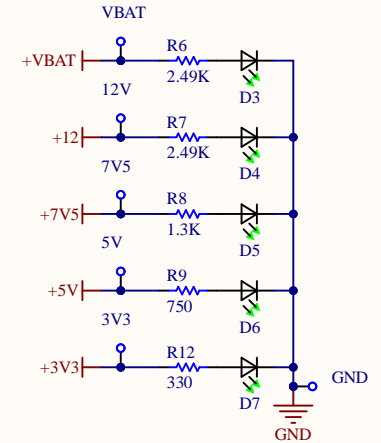 VBAT
R6
+VBAT
2.49K
12V
D3
R7
+12
2.49K
7V5
D4
R8
+7V5
1.3K
5V
D5
R9
+5V
750
3V3
D6
R12
+3V3
330
GND
D7
GND